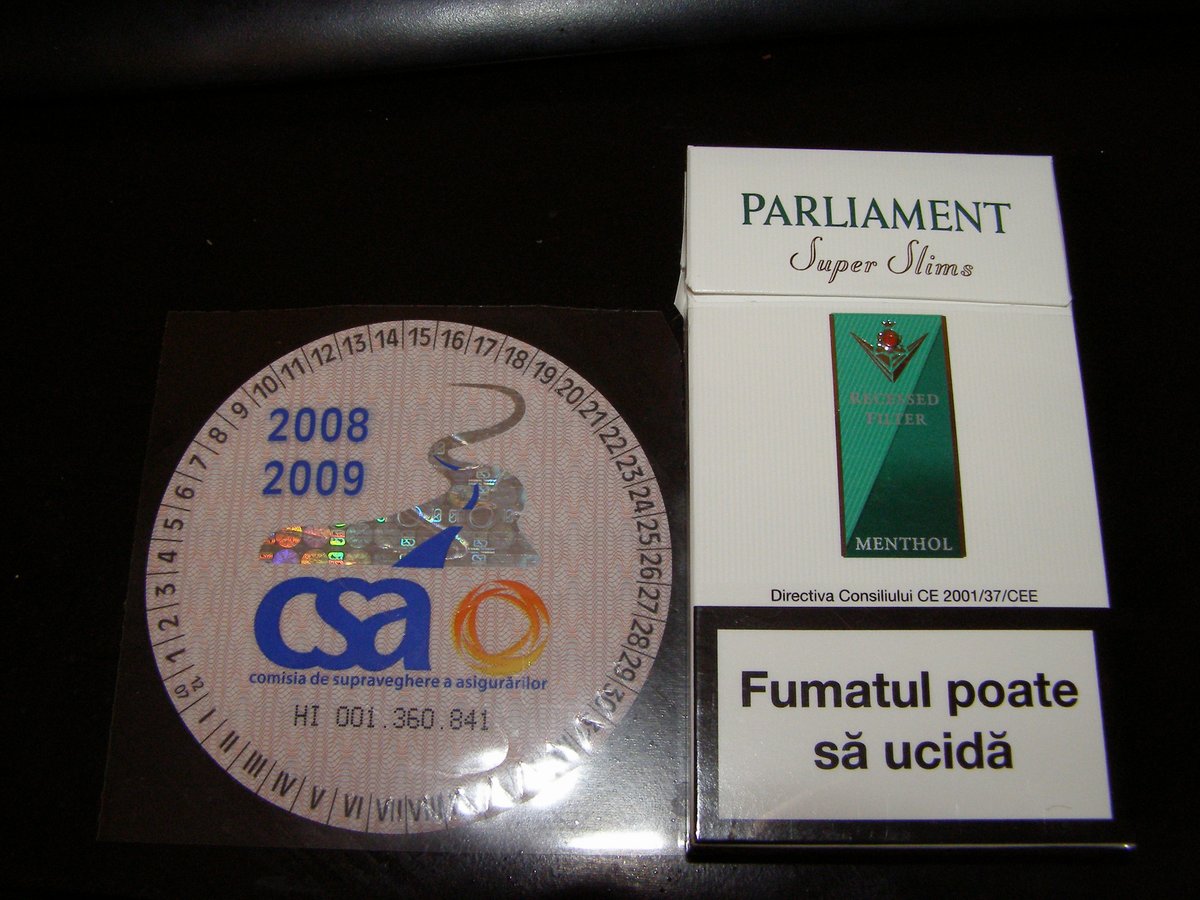 2008
2009
csa
comisia de supraveghere a asigurărilor
HI 001.360.841
1 2 3 4 5 6 7 8 9 10 11 12 13 14 15 16 17 18 19 20 21 22 23 24 25 26 27 28 29 30
I II III IV V VI VII VIII
PARLIAMENT
Super Slims
RECESSED
FILTER
MENTHOL
Directiva Consiliului CE 2001/37/CEE
Fumatul poate
să ucidă